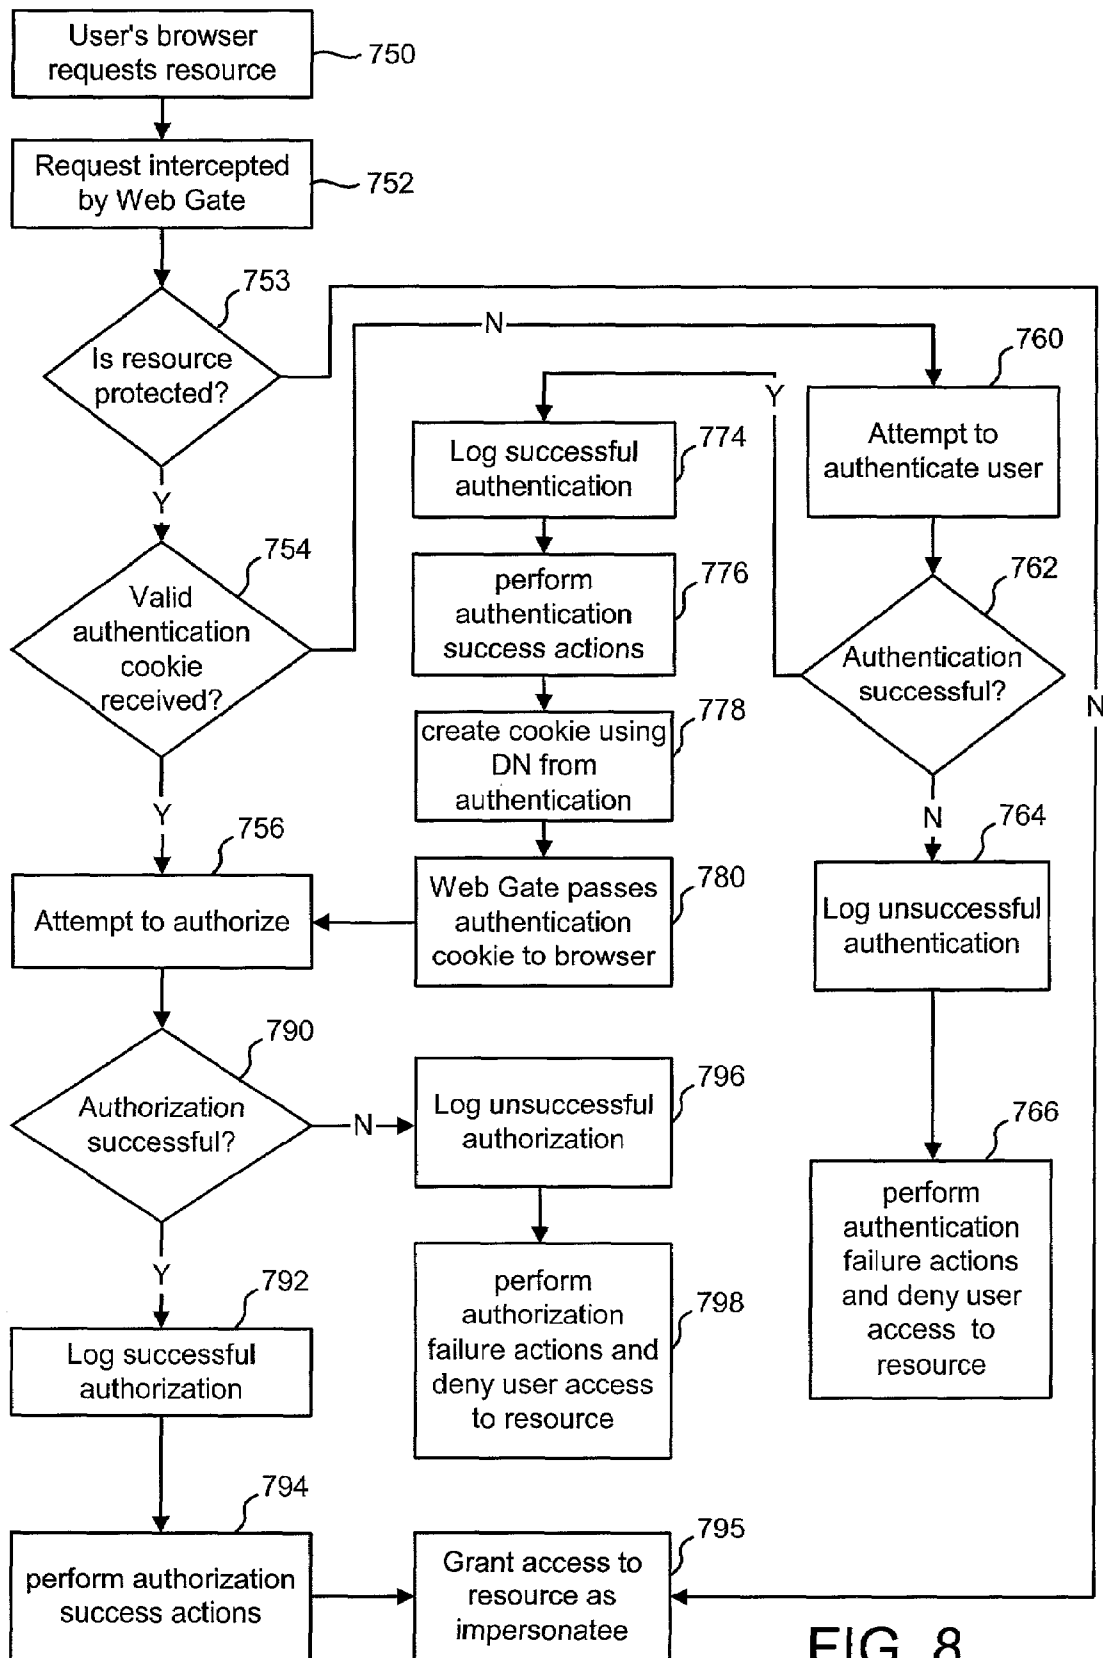 User's browser
requests resource
750
Request intercepted
by Web Gate
752
753
Is resource
protected?
N
Y
754
Valid
authentication
cookie
received?
N
Y
760
Attempt to
authenticate user
762
Authentication
successful?
Y
N
774
Log successful
authentication
776
perform
authentication
success actions
778
create cookie using
DN from
authentication
780
Web Gate passes
authentication
cookie to browser
764
Log unsuccessful
authentication
766
perform
authentication
failure actions
and deny user
access to
resource
756
Attempt to authorize
790
Authorization
successful?
N
Y
796
Log unsuccessful
authorization
798
perform
authorization
failure actions and
deny user access
to resource
792
Log successful
authorization
794
perform authorization
success actions
795
Grant access to
resource as
impersonatee
FIG. 8